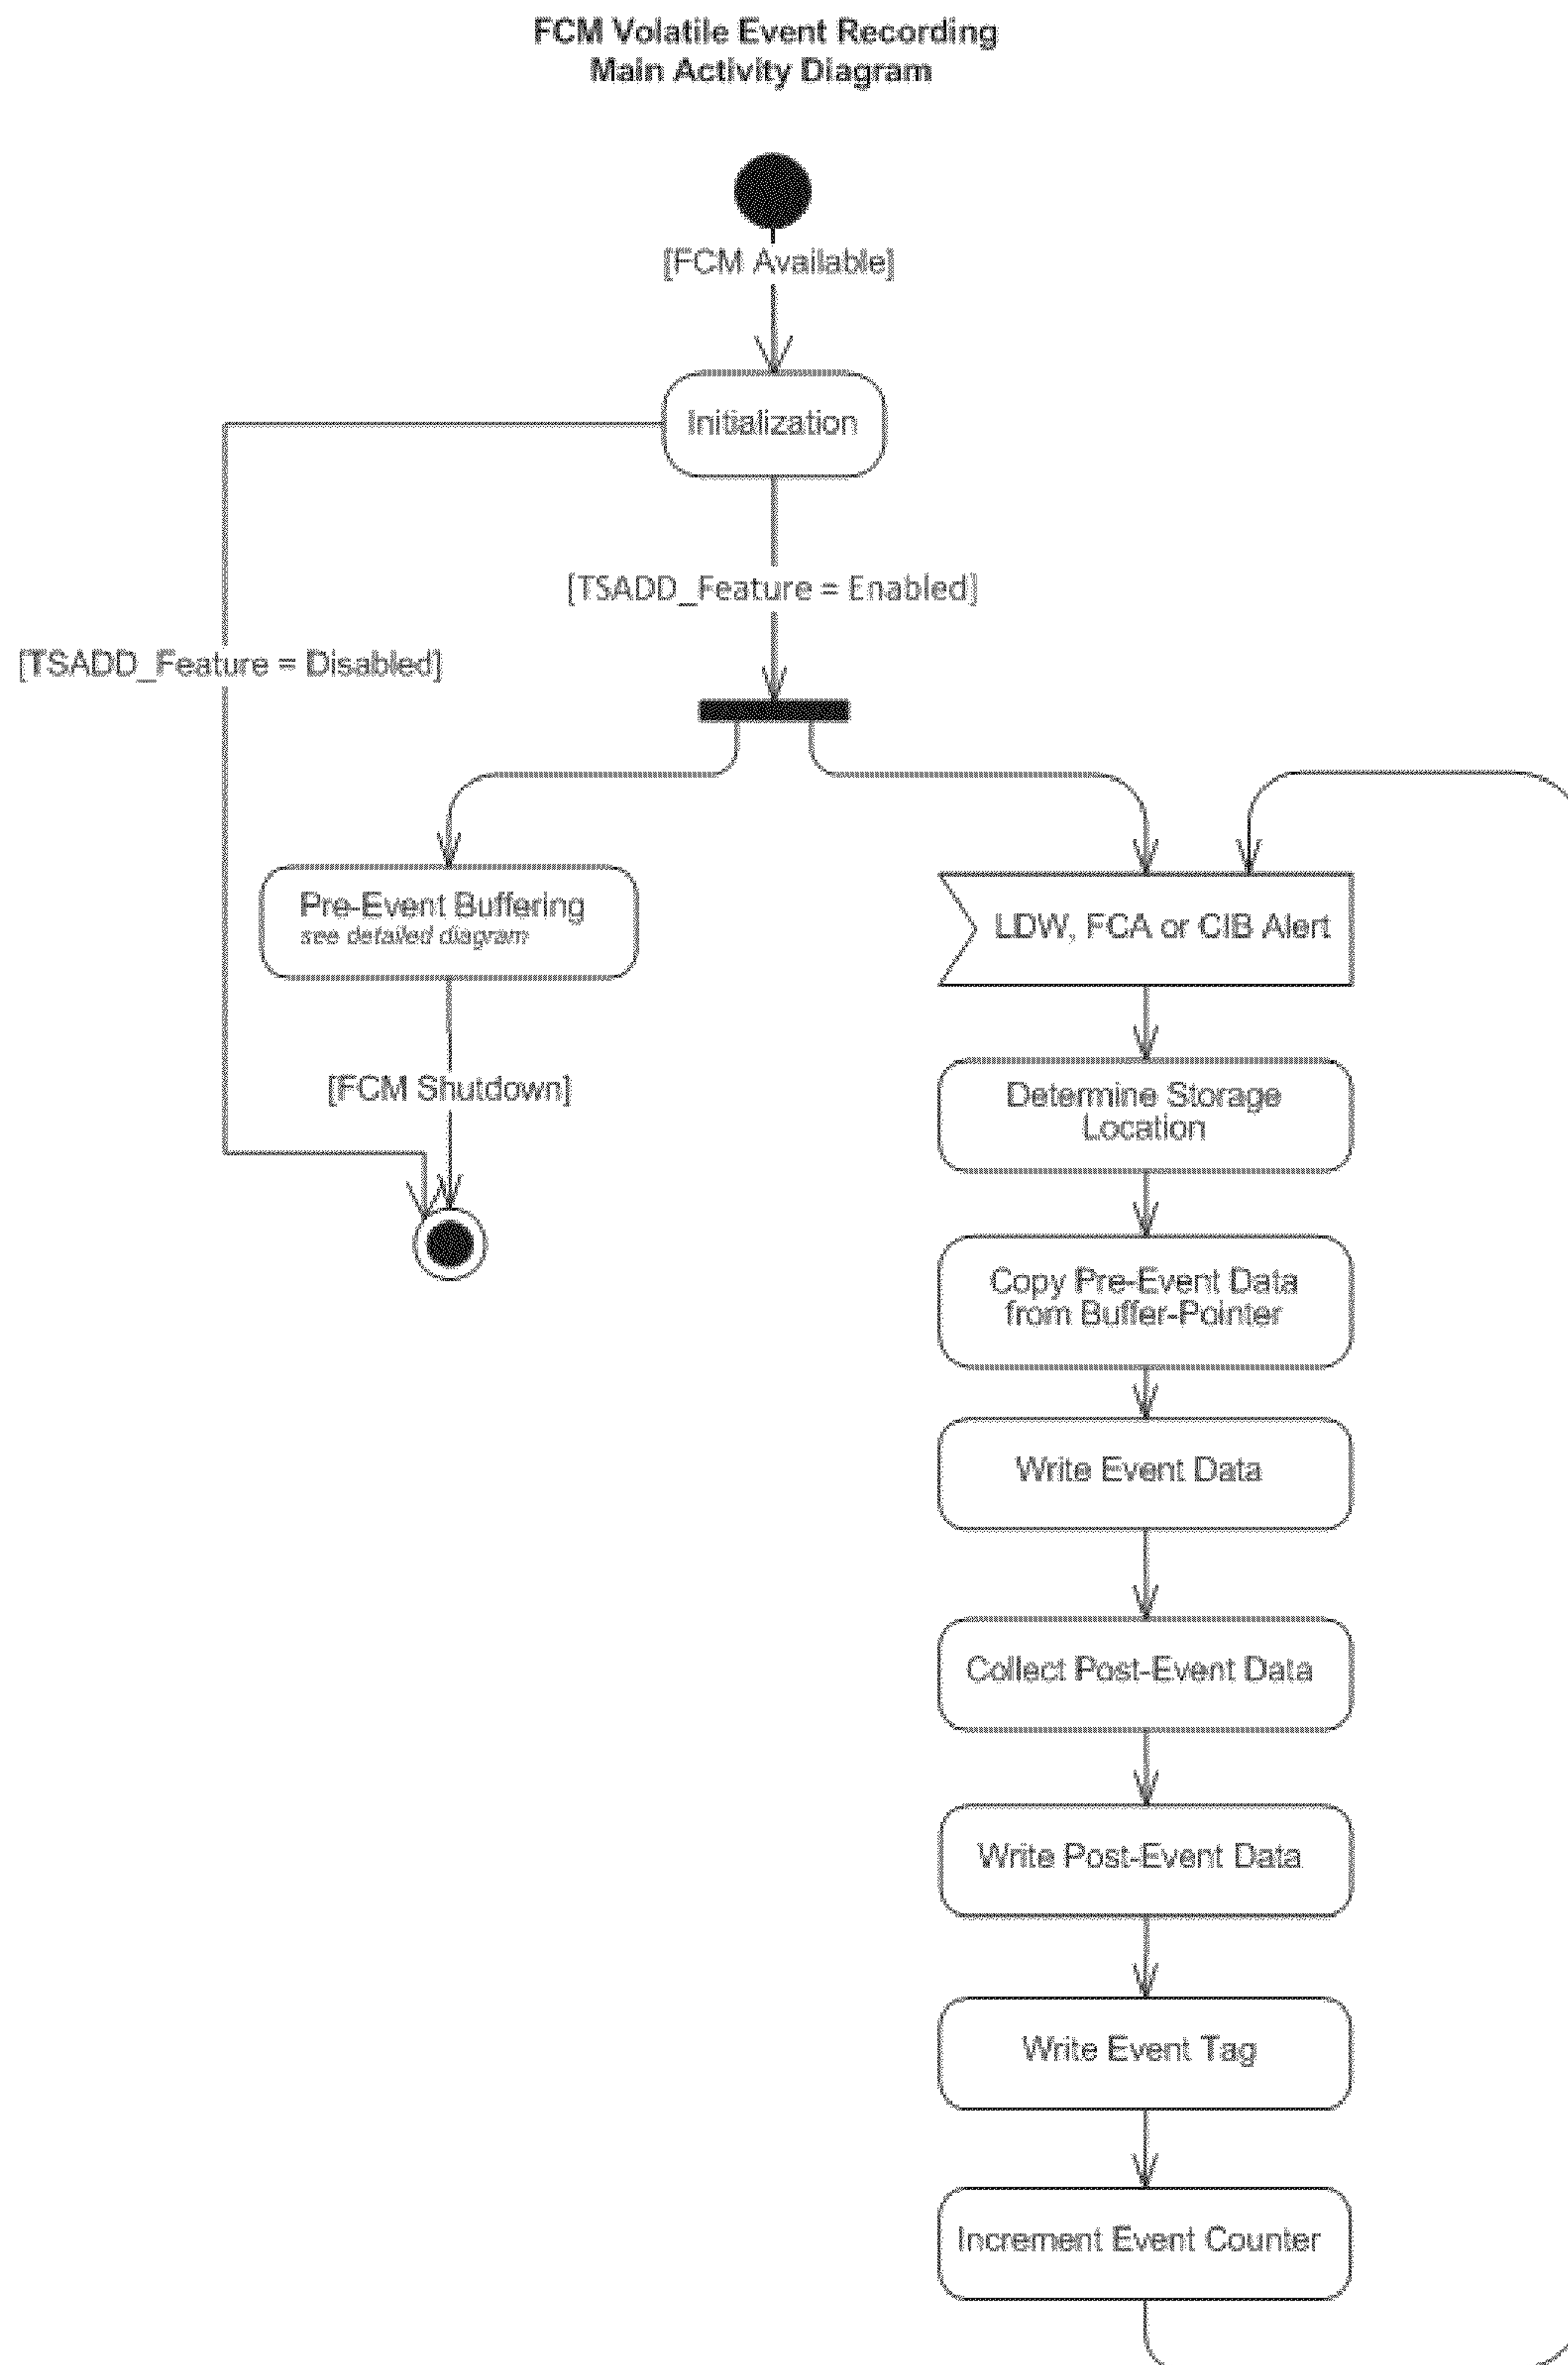 FCM Volatile Event Recording
Main Activity Diagram
[FCM Available]
Initialization
[TSADD_Feature = Enabled]
[TSADD_Feature = Disabled]
Pre-Event Buffering
see detailed diagram
LDW, FCA or CIB Alert
[FCM Shutdown]
Determine Storage
Location
Copy Pre-Event Data
from Buffer-Pointer
Write Event Data
Collect Post-Event Data
Write Post-Event Data
Write Event Tag
Increment Event Counter